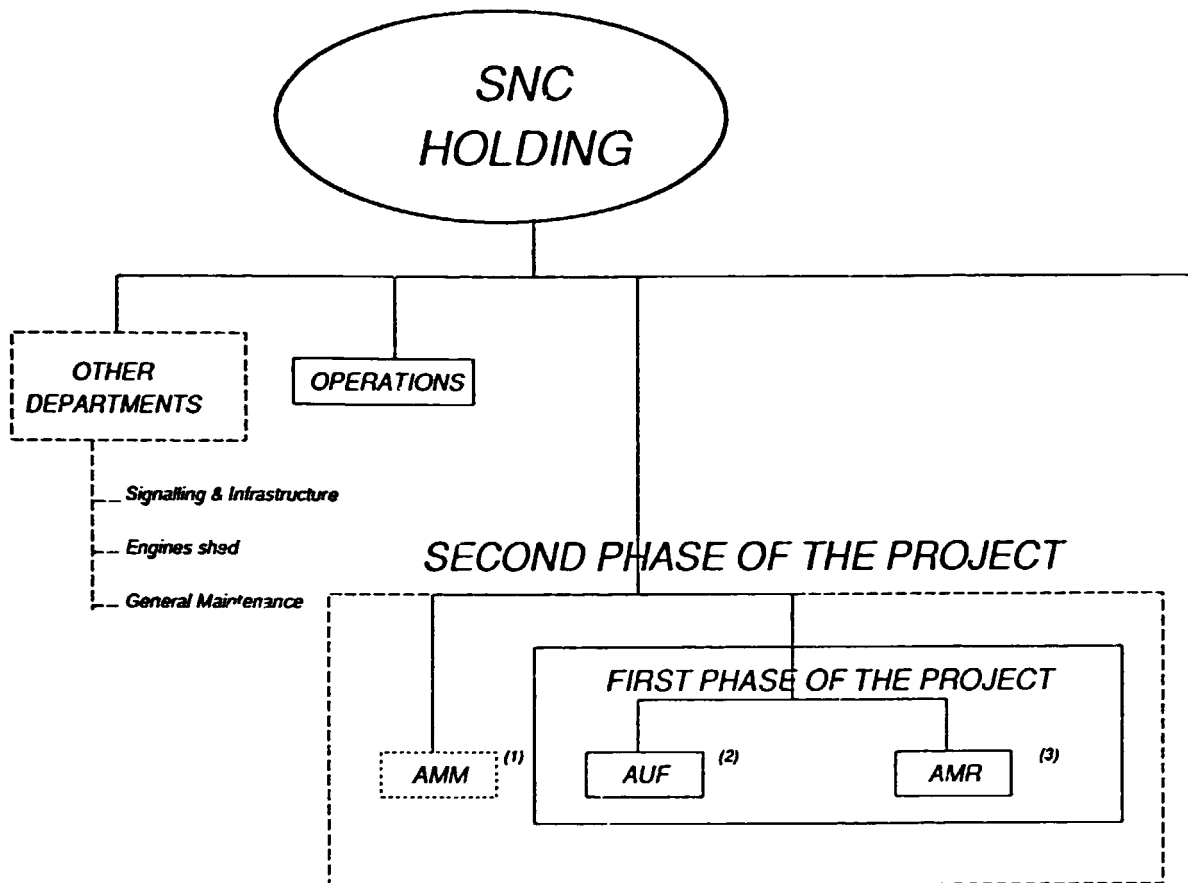 SNC
HOLDING
OTHER
DEPARTMENTS
OPERATIONS
Signalling & Infrastructure
Engines shed
General Maintenance
SECOND PHASE OF THE PROJECT
FIRST PHASE OF THE PROJECT
AMM (1)
AUF (2)
AMR (3)